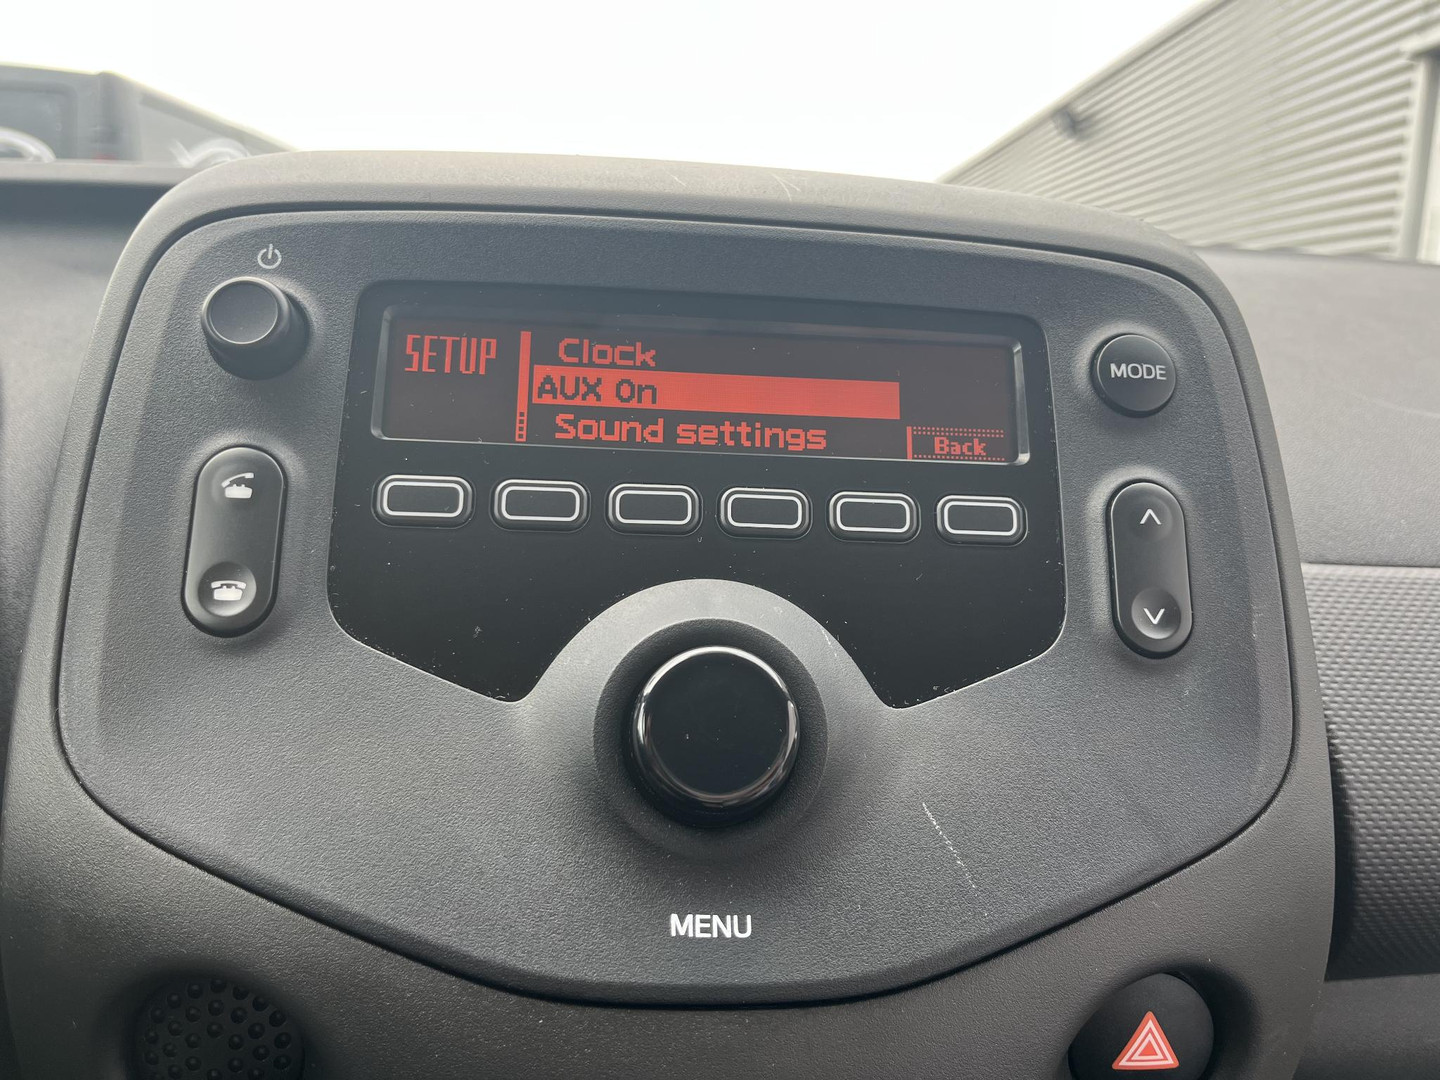 SETUP
Clock
AUX On
Sound settings
Back
MODE
MENU